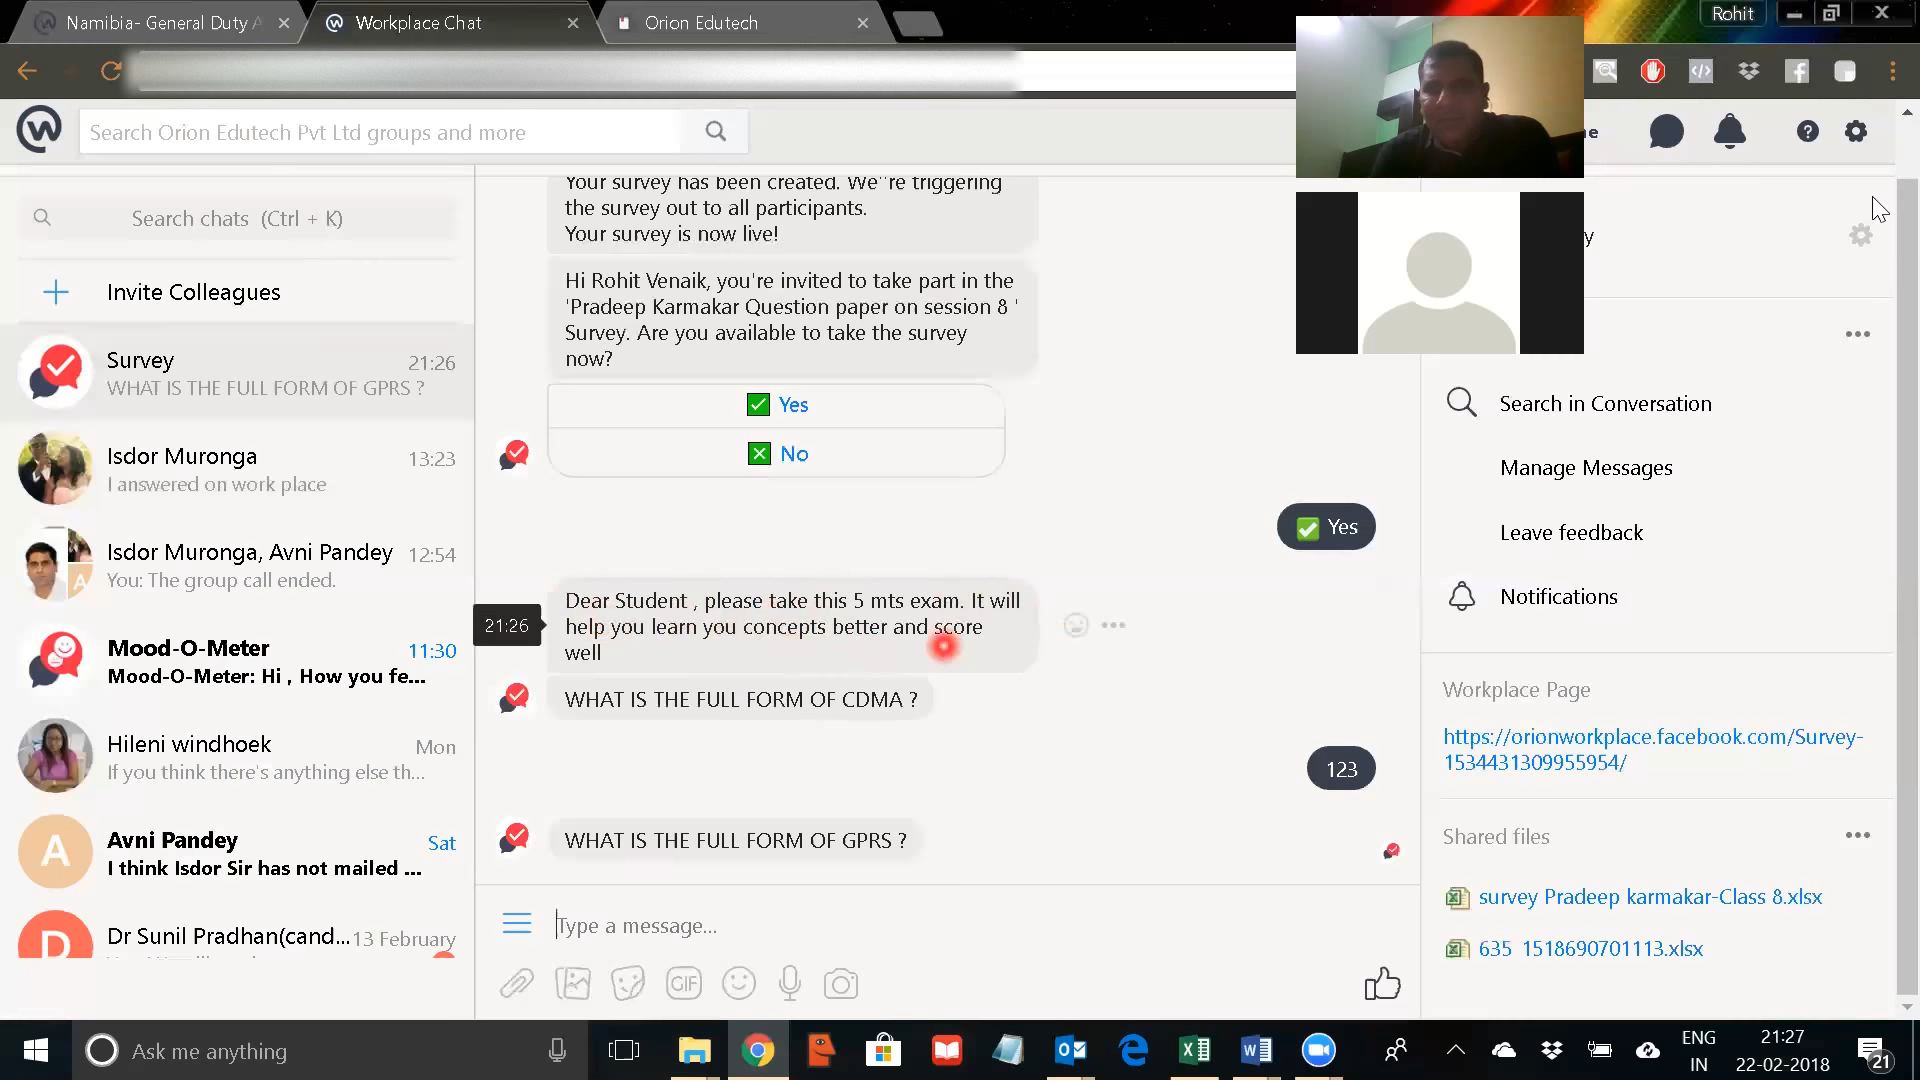 Namibia- General Duty A
Workplace Chat
Orion Edutech
Rohit
Search Orion Edutech Pvt Ltd groups and more
Search chats (Ctrl + K)
Invite Colleagues
Survey 21:26
WHAT IS THE FULL FORM OF GPRS ?
Isdor Muronga 13:23
I answered on work place
Isdor Muronga, Avni Pandey 12:54
You: The group call ended.
Mood-O-Meter 11:30
Mood-O-Meter: Hi , How you fe...
Hileni windhoek Mon
If you think there's anything else th...
A
Avni Pandey Sat
I think Isdor Sir has not mailed ...
D
Dr Sunil Pradhan(cand... 13 February
Your survey has been created. We''re triggering
the survey out to all participants.
Your survey is now live!
Hi Rohit Venaik, you're invited to take part in the
'Pradeep Karmakar Question paper on session 8 '
Survey. Are you available to take the survey
now?
Yes
No
Yes
21:26
Dear Student , please take this 5 mts exam. It will
help you learn you concepts better and score
well
WHAT IS THE FULL FORM OF CDMA ?
123
WHAT IS THE FULL FORM OF GPRS ?
Type a message...
GIF
Search in Conversation
Manage Messages
Leave feedback
Notifications
Workplace Page
https://orionworkplace.facebook.com/Survey-
1534431309955954/
Shared files
survey Pradeep karmakar-Class 8.xlsx
635 1518690701113.xlsx
Ask me anything
ENG
IN
21:27
22-02-2018
21